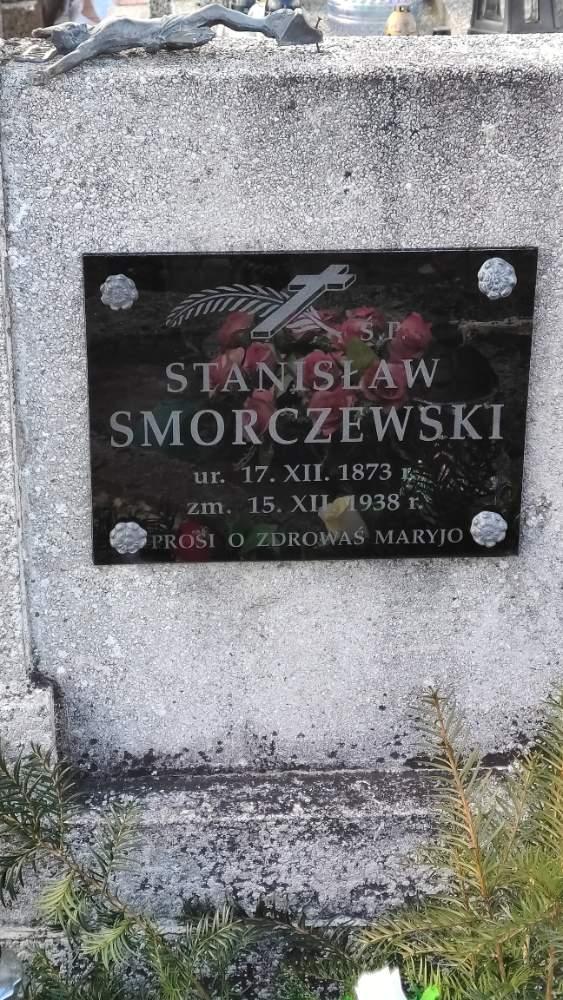 Ś.P.
STANISŁAW
SMORCZEWSKI
ur. 17. XII. 1873 r.
zm. 15. XII. 1938 r.
PROSI O ZDROWAŚ MARYJO